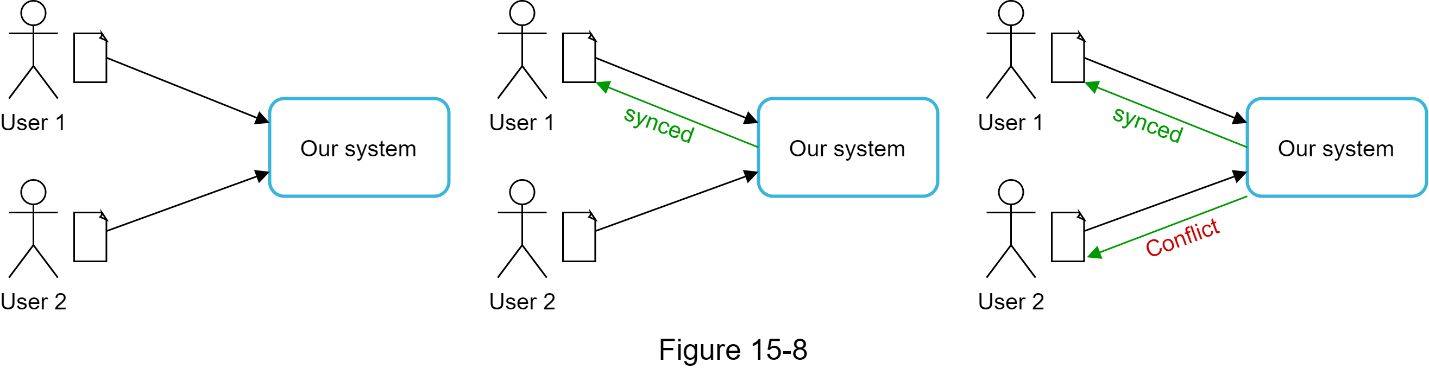 User 1
Our system
User 2
User 1
synced
Our system
User 2
User 1
synced
Our system
Conflict
User 2
Figure 15-8